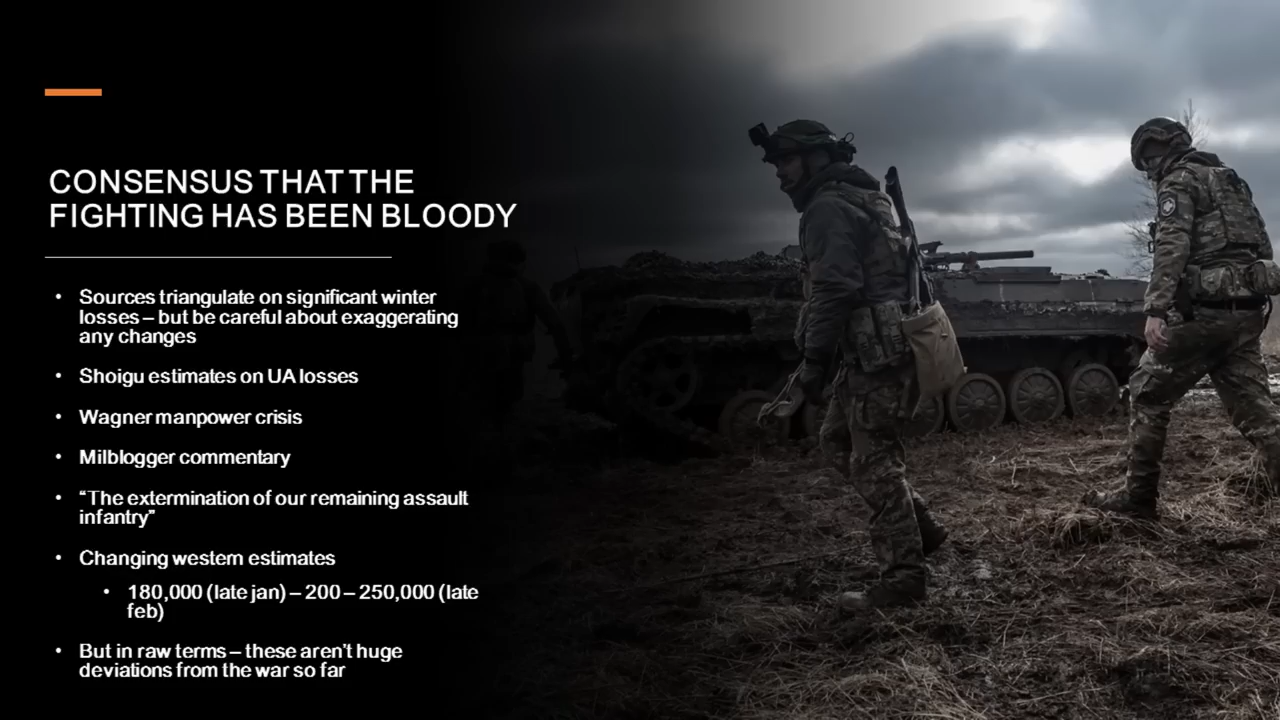 CONSENSUS THAT THE
FIGHTING HAS BEEN BLOODY
• Sources triangulate on significant winter
losses – but be careful about exaggerating
any changes
• Shoigu estimates on UA losses
• Wagner manpower crisis
• Milblogger commentary
• “The extermination of our remaining assault
infantry”
• Changing western estimates
• 180,000 (late jan) – 200 – 250,000 (late
feb)
• But in raw terms – these aren’t huge
deviations from the war so far